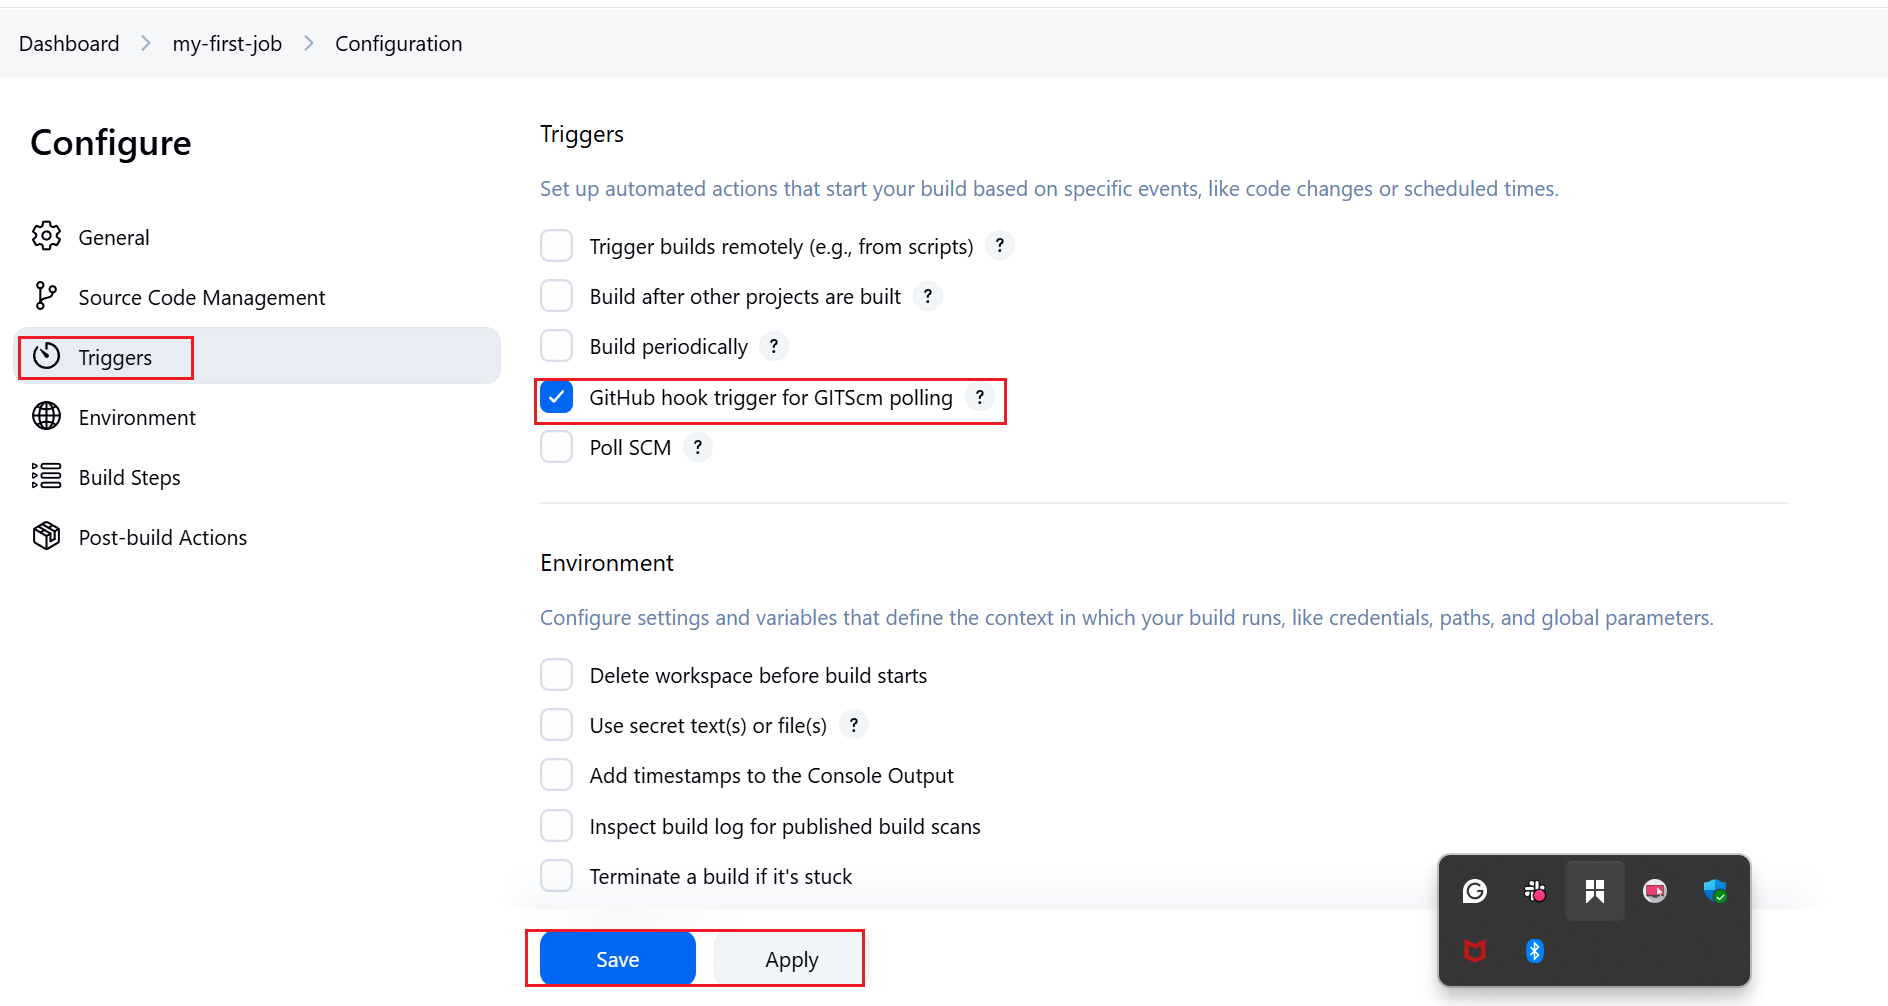 Dashboard > my-first-job > Configuration
Configure
General
Source Code Management
Triggers
Environment
Build Steps
Post-build Actions
Triggers
Set up automated actions that start your build based on specific events, like code changes or scheduled times.
Trigger builds remotely (e.g., from scripts) ?
Build after other projects are built ?
Build periodically ?
GitHub hook trigger for GITScm polling ?
Poll SCM ?
Environment
Configure settings and variables that define the context in which your build runs, like credentials, paths, and global parameters.
Delete workspace before build starts
Use secret text(s) or file(s) ?
Add timestamps to the Console Output
Inspect build log for published build scans
Terminate a build if it's stuck
Save Apply